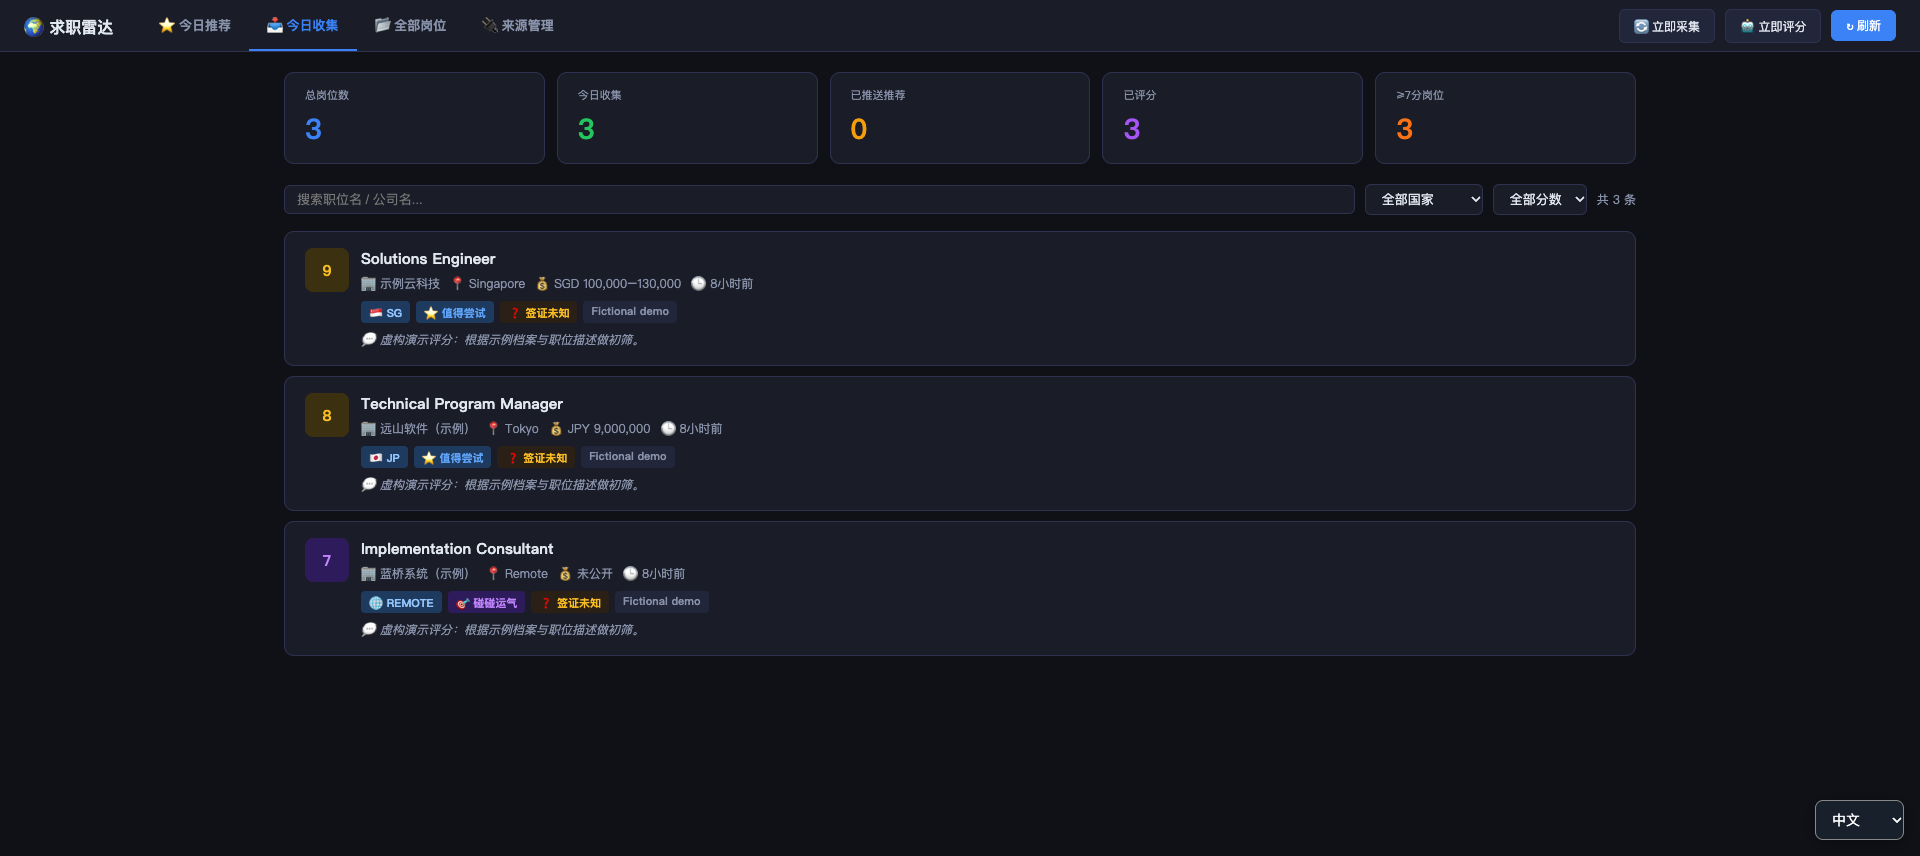 求职雷达
今日推荐
今日收集
全部岗位
来源管理
立即采集
立即评分
↻ 刷新
总岗位数
3
今日收集
3
已推送推荐
0
已评分
3
≥7分岗位
3
搜索职位名 / 公司名...
全部国家
全部分数
共 3 条
9
Solutions Engineer
示例云科技 Singapore SGD 100,000–130,000 8小时前
SG 值得尝试 ❓ 签证未知 Fictional demo
虚构演示评分：根据示例档案与职位描述做初筛。
8
Technical Program Manager
远山软件（示例） Tokyo JPY 9,000,000 8小时前
JP 值得尝试 ❓ 签证未知 Fictional demo
虚构演示评分：根据示例档案与职位描述做初筛。
7
Implementation Consultant
蓝桥系统（示例） Remote 未公开 8小时前
REMOTE 碰碰运气 ❓ 签证未知 Fictional demo
虚构演示评分：根据示例档案与职位描述做初筛。
中文